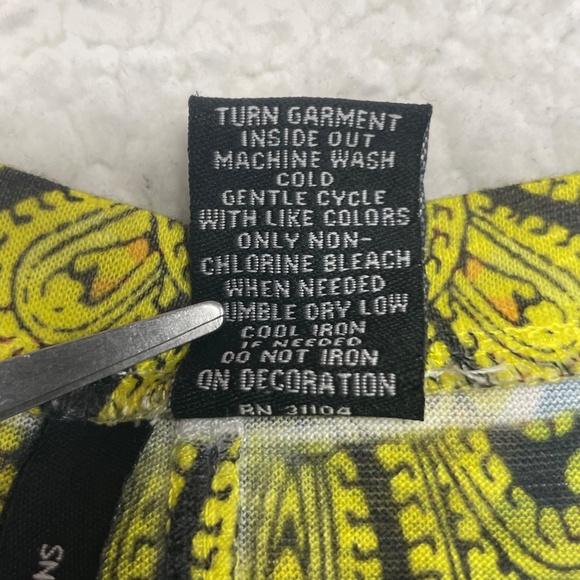 TURN GARMENT
INSIDE OUT
MACHINE WASH
COLD
GENTLE CYCLE
WITH LIKE COLORS
ONLY NON-
CHLORINE BLEACH
WHEN NEEDED
UMBLE DRY LOW
COOL IRON
IF NEEDED
DO NOT IRON
ON DECORATION
RN 31104